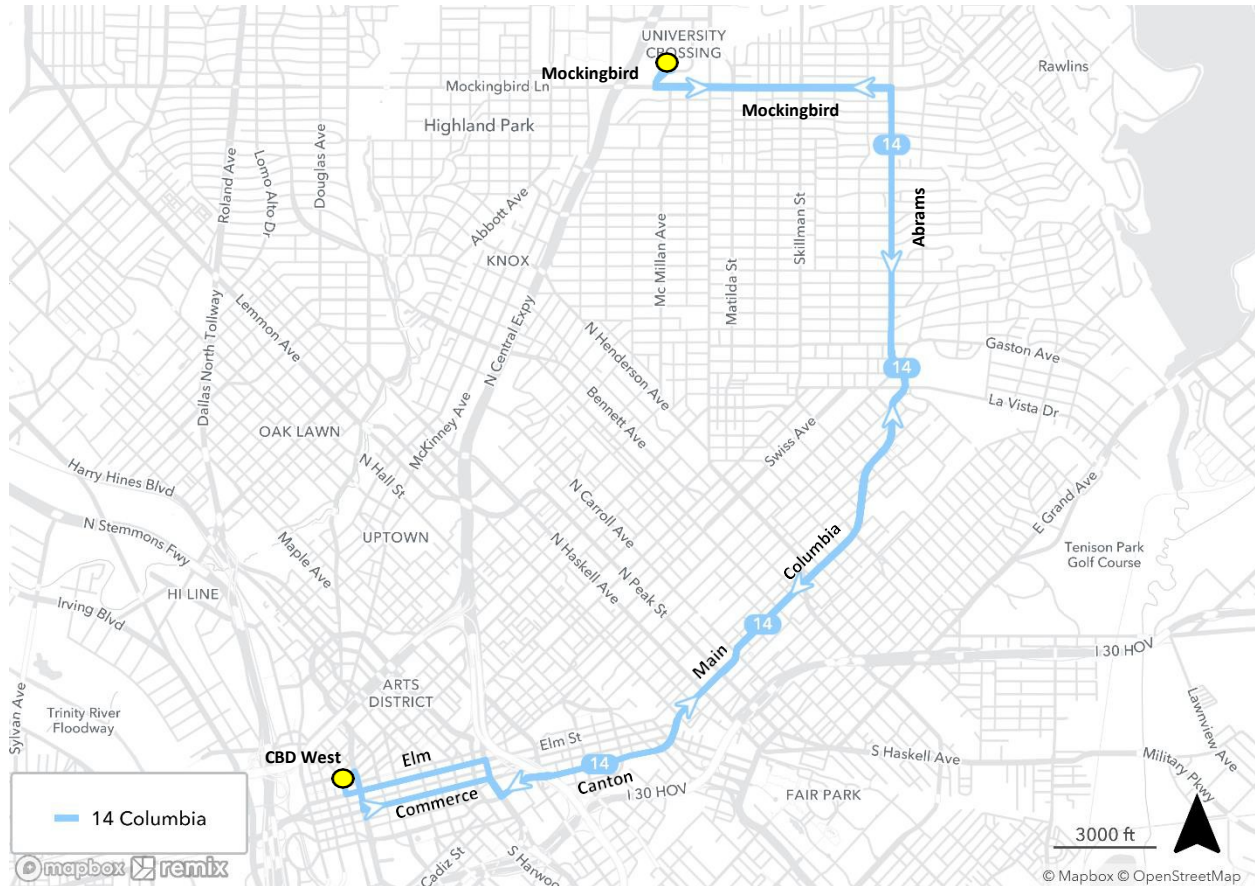 UNIVERSITY
CROSSING
Rawlins
Mockingbird
Mockingbird Ln
Mockingbird
Highland Park
14
Douglas Ave
Lomo Alto Dr
Roland Ave
Abbott Ave
Abrams
Skillman St
Mc Millan Ave
Matilda St
KNOX
Dallas North Tollway
Lemmon Ave
N Central Expy
N Henderson Ave
Gaston Ave
14
La Vista Dr
Bennett Ave
McKinney Ave
Swiss Ave
OAK LAWN
N Hall St
Harry Hines Blvd
N Carroll Ave
E Grand Ave
N Stemmons Fwy
UPTOWN
Maple Ave
Columbia
Tenison Park
Golf Course
N Haskell Ave
N Peak St
HI LINE
Irving Blvd
14
I 30 HOV
Main
ARTS
DISTRICT
Sylvan Ave
Trinity River
Floodway
Lawnview Ave
Elm St
CBD West
Elm
14
S Haskell Ave
Military Pkwy
Canton
I 30 HOV
FAIR PARK
Commerce
14 Columbia
3000 ft
Cadiz St
S Harwoo
mapbox remix
© Mapbox © OpenStreetMap